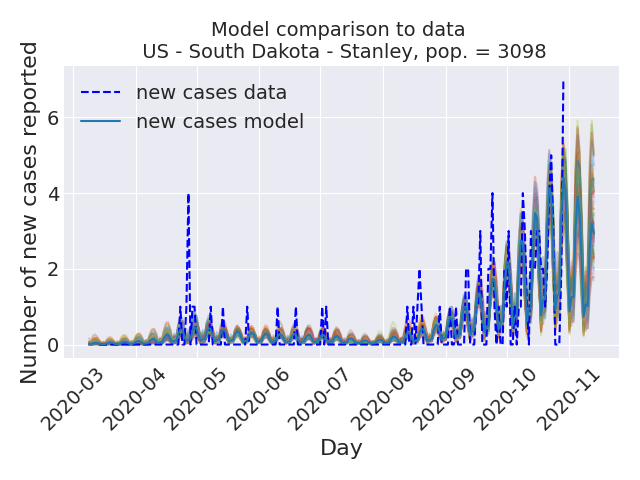 Model comparison to data
US - South Dakota - Stanley, pop. = 3098
Number of new cases reported
6
4
2
0
new cases data
new cases model
2020-03
2020-04
2020-05
2020-06
2020-07
2020-08
2020-09
2020-10
2020-11
Day